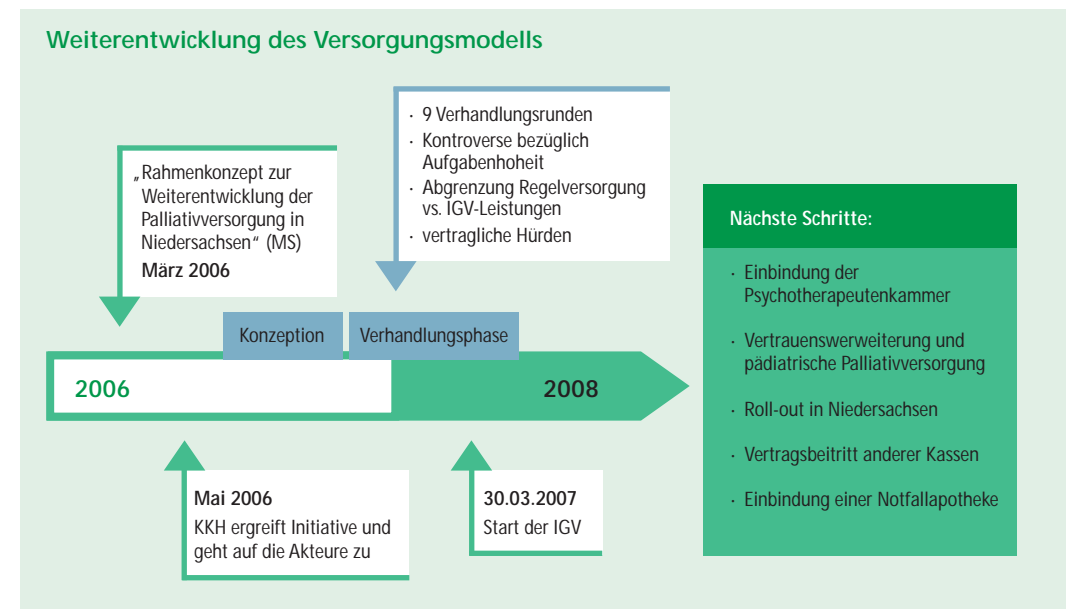 Weiterentwicklung des Versorgungsmodells
„Rahmenkonzept zur
Weiterentwicklung der
Palliativversorgung in
Niedersachsen“ (MS)
März 2006
· 9 Verhandlungsrunden
· Kontroverse bezüglich
Aufgabenhoheit
· Abgrenzung Regelversorgung
vs. IGV-Leistungen
· vertragliche Hürden
Konzeption
Verhandlungsphase
2006
2008
Mai 2006
KKH ergreift Initiative und
geht auf die Akteure zu
30.03.2007
Start der IGV
Nächste Schritte:
· Einbindung der
Psychotherapeutenkammer
· Vertrauenswerweiterung und
pädiatrische Palliativversorgung
· Roll-out in Niedersachsen
· Vertragsbeitritt anderer Kassen
· Einbindung einer Notfallapotheke